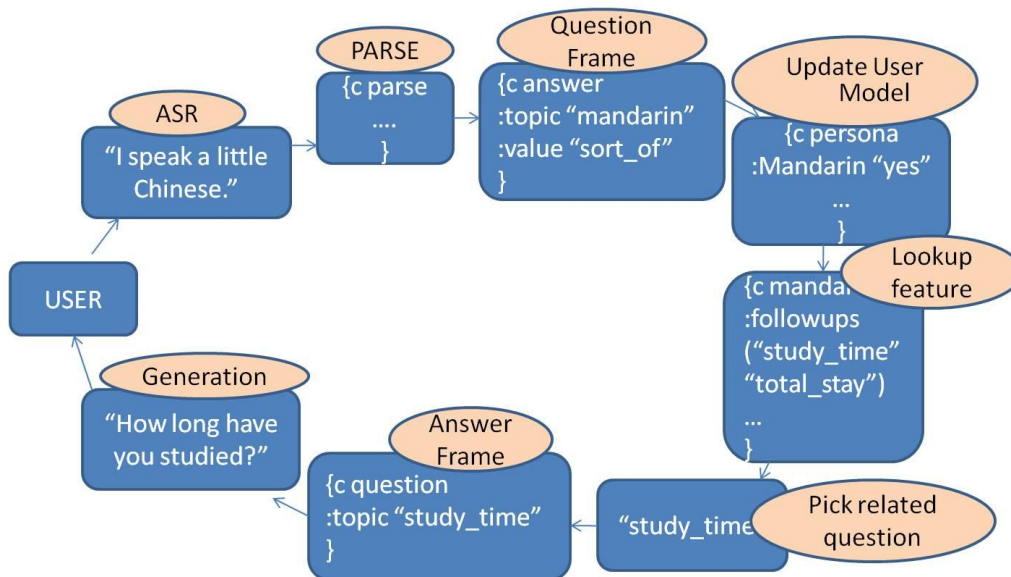 ASR
“I speak a little
Chinese.”
PARSE
{c parse
....
}
Question
Frame
{c answer
:topic “mandarin”
:value “sort_of”
}
Update User
Model
{c persona
:Mandarin “yes”
...
}
Lookup
feature
{c manda
:followups
(“study_time”
“total_stay”)
...
}
Pick related
question
“study_time
Answer
Frame
{c question
:topic “study_time”
}
Generation
“How long have
you studied?”
USER